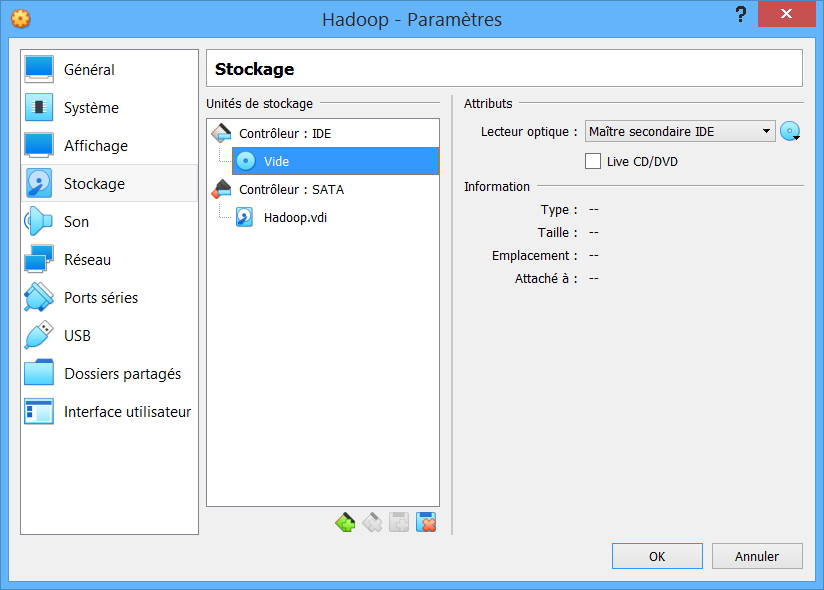 Hadoop - Paramètres
?
Général
Système
Affichage
Stockage
Son
Réseau
Ports séries
USB
Dossiers partagés
Interface utilisateur
Stockage
Unités de stockage
Contrôleur : IDE
Vide
Contrôleur : SATA
Hadoop.vdi
Attributs
Lecteur optique : Maître secondaire IDE
Live CD/DVD
Information
Type : --
Taille : --
Emplacement : --
Attaché à : --
OK
Annuler